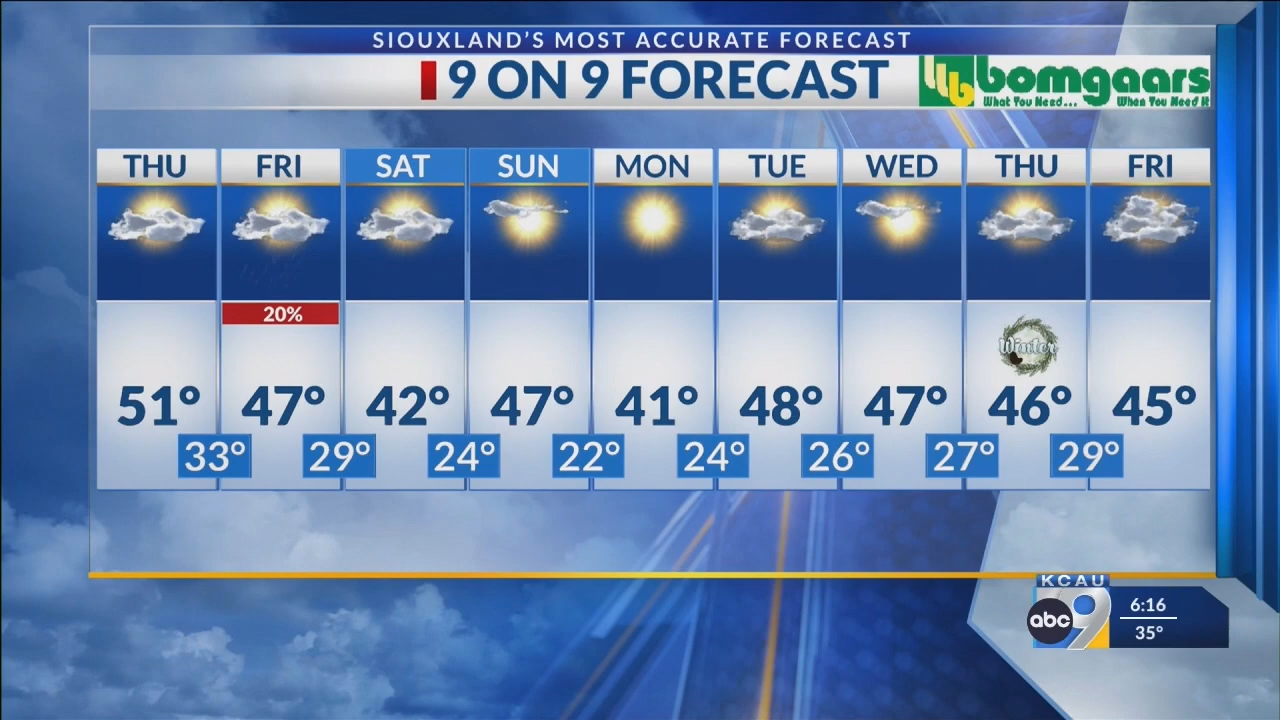 SIOUXLAND'S MOST ACCURATE FORECAST
9 ON 9 FORECAST
bomgaars
What You Need... When You Need It
THU FRI SAT SUN MON TUE WED THU FRI
20%
Winter
51° 47° 42° 47° 41° 48° 47° 46° 45°
33° 29° 24° 22° 24° 26° 27° 29°
KCAU
abc 9
6:16
35°